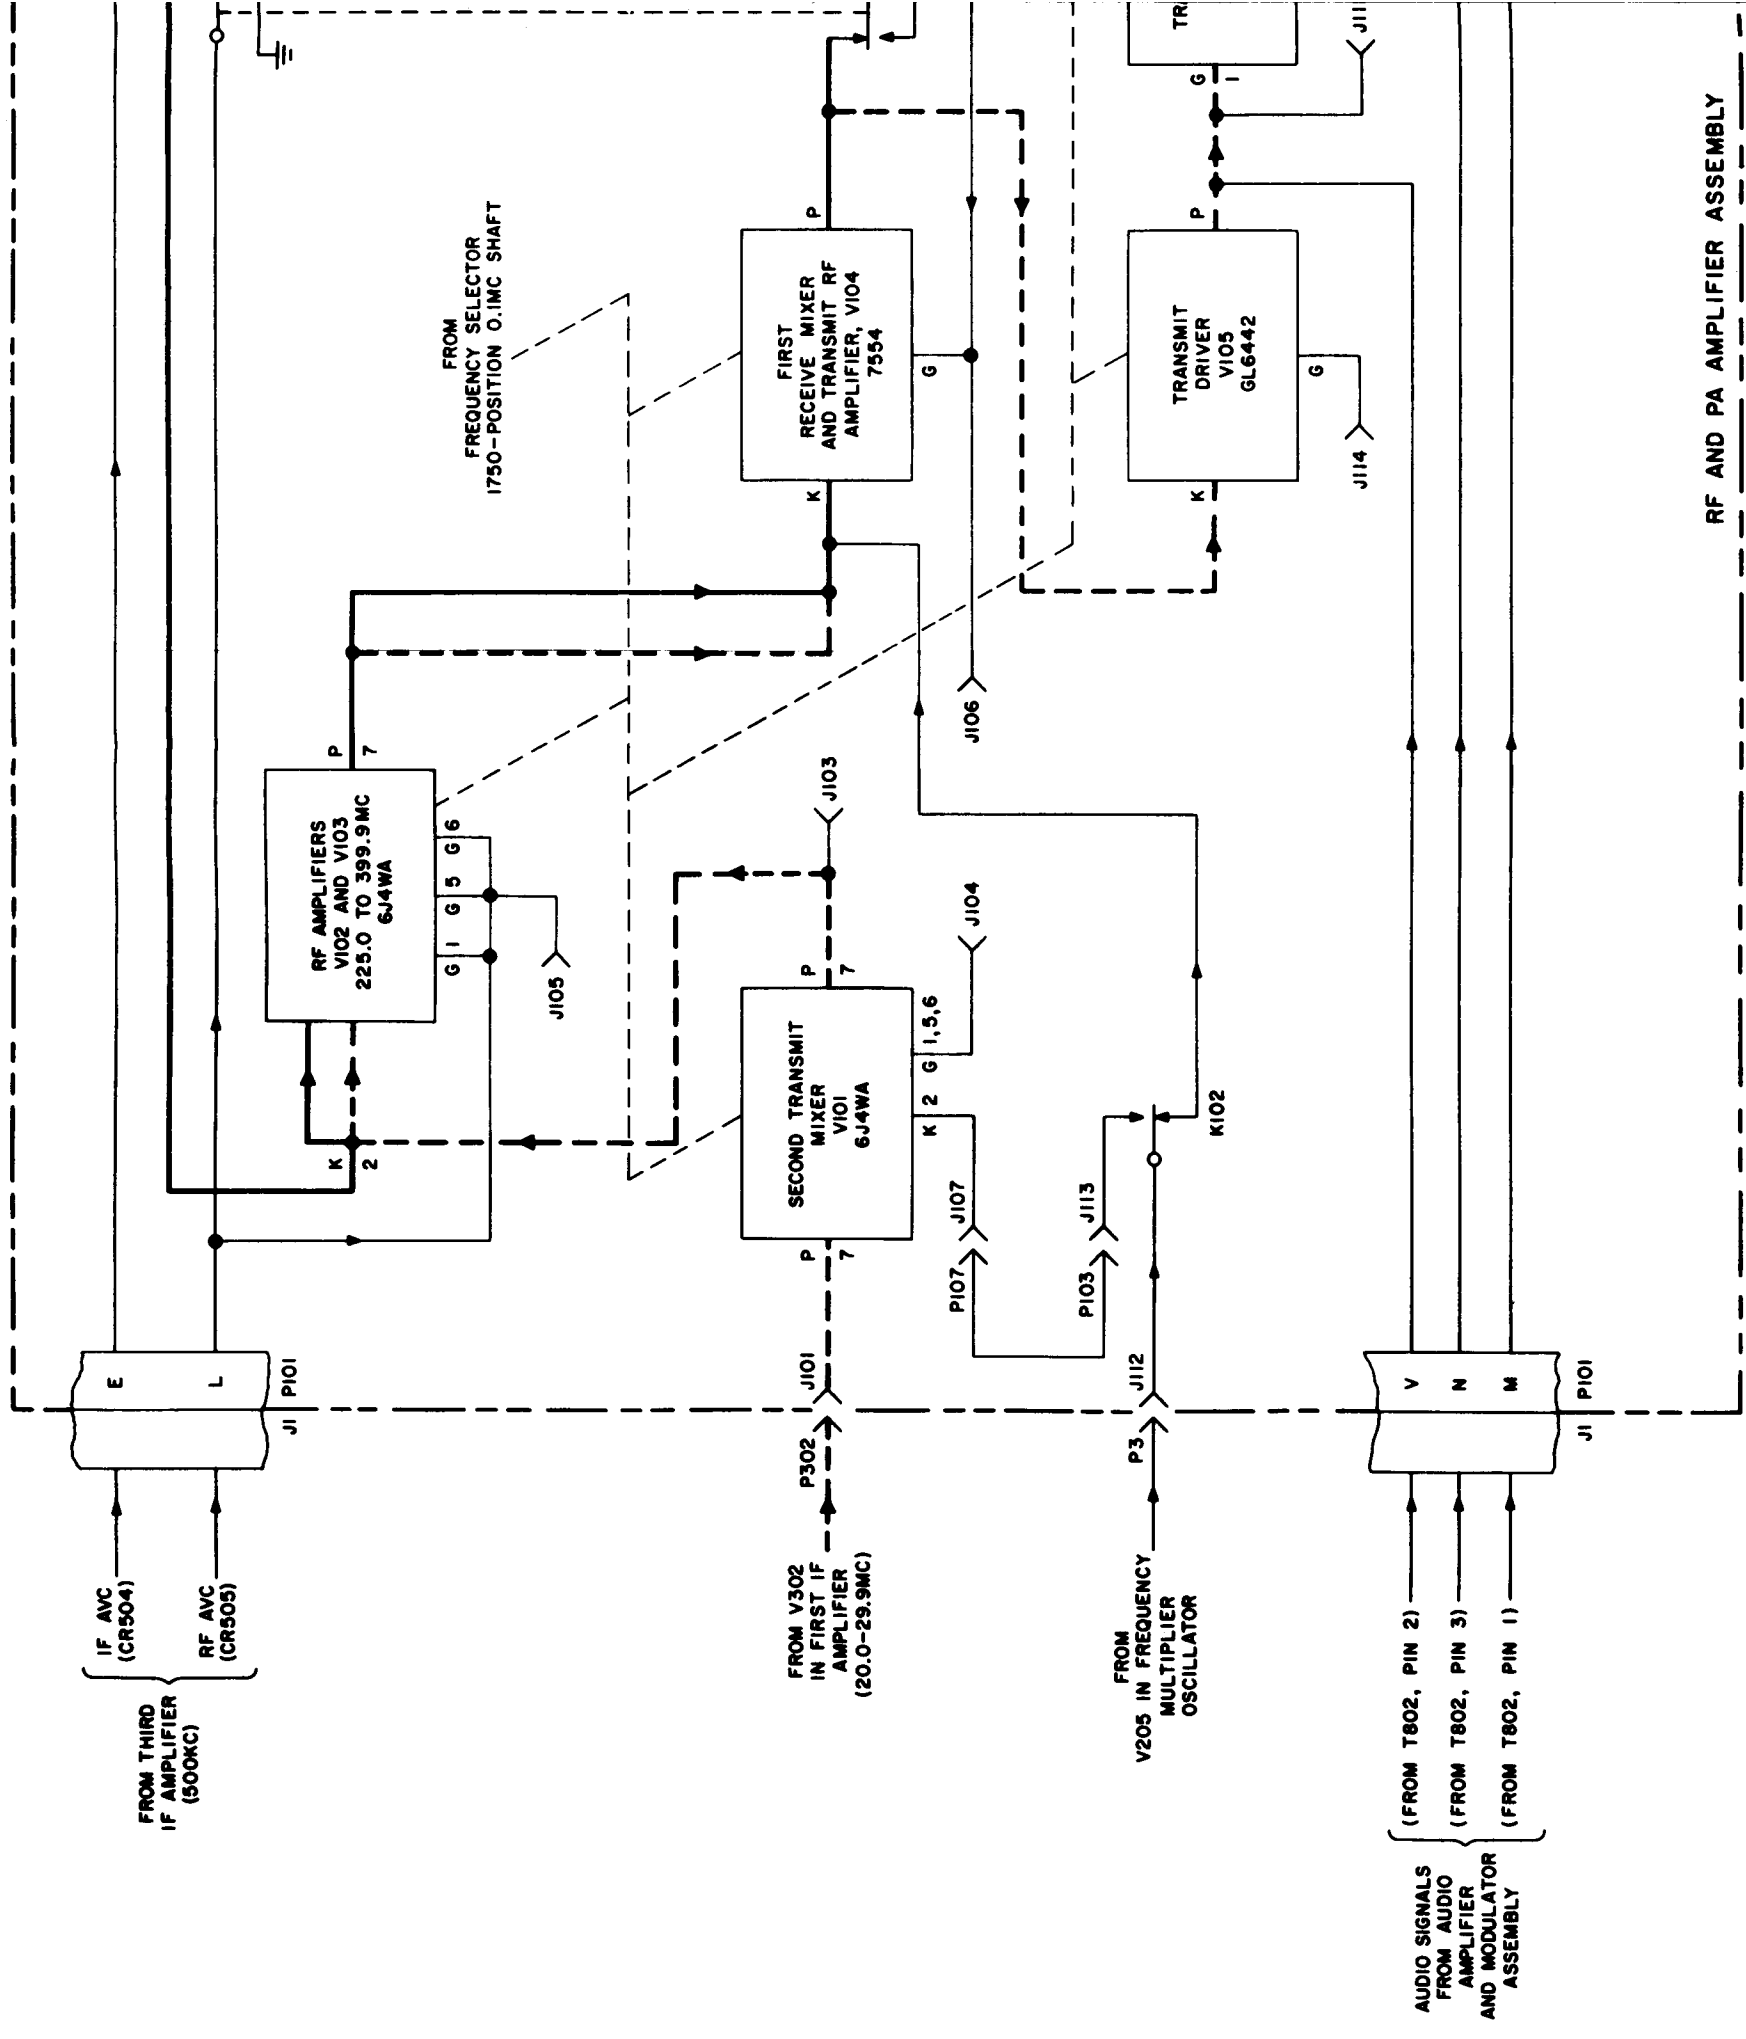 FROM THIRD
IF AMPLIFIER
(500KC)
IF AVC
(CR504)
RF AVC
(CR505)
E
L
J1
P101
K
2
RF AMPLIFIERS
V102 AND V103
225.0 TO 399.9MC
6J4WA
G 1
G 5
G 6
P
7
J105
FROM
FREQUENCY SELECTOR
1750-POSITION 0.1MC SHAFT
FROM V302
IN FIRST IF
AMPLIFIER
(20.0-29.9MC)
P302
J101
P
7
SECOND TRANSMIT
MIXER
V101
6J4WA
K 2
G 1,5,6
P
7
J103
J104
P107
J107
P103
J113
K102
J106
K
FIRST
RECEIVE MIXER
AND TRANSMIT RF
AMPLIFIER, V104
7554
G
P
FROM
V205 IN FREQUENCY
MULTIPLIER
OSCILLATOR
P3
J112
K
TRANSMIT
DRIVER
V105
GL6442
G
P
J114
G
1
AUDIO SIGNALS
FROM AUDIO
AMPLIFIER
AND MODULATOR
ASSEMBLY
(FROM T802, PIN 2)
(FROM T802, PIN 3)
(FROM T802, PIN 1)
V
N
M
J1
P101
RF AND PA AMPLIFIER ASSEMBLY